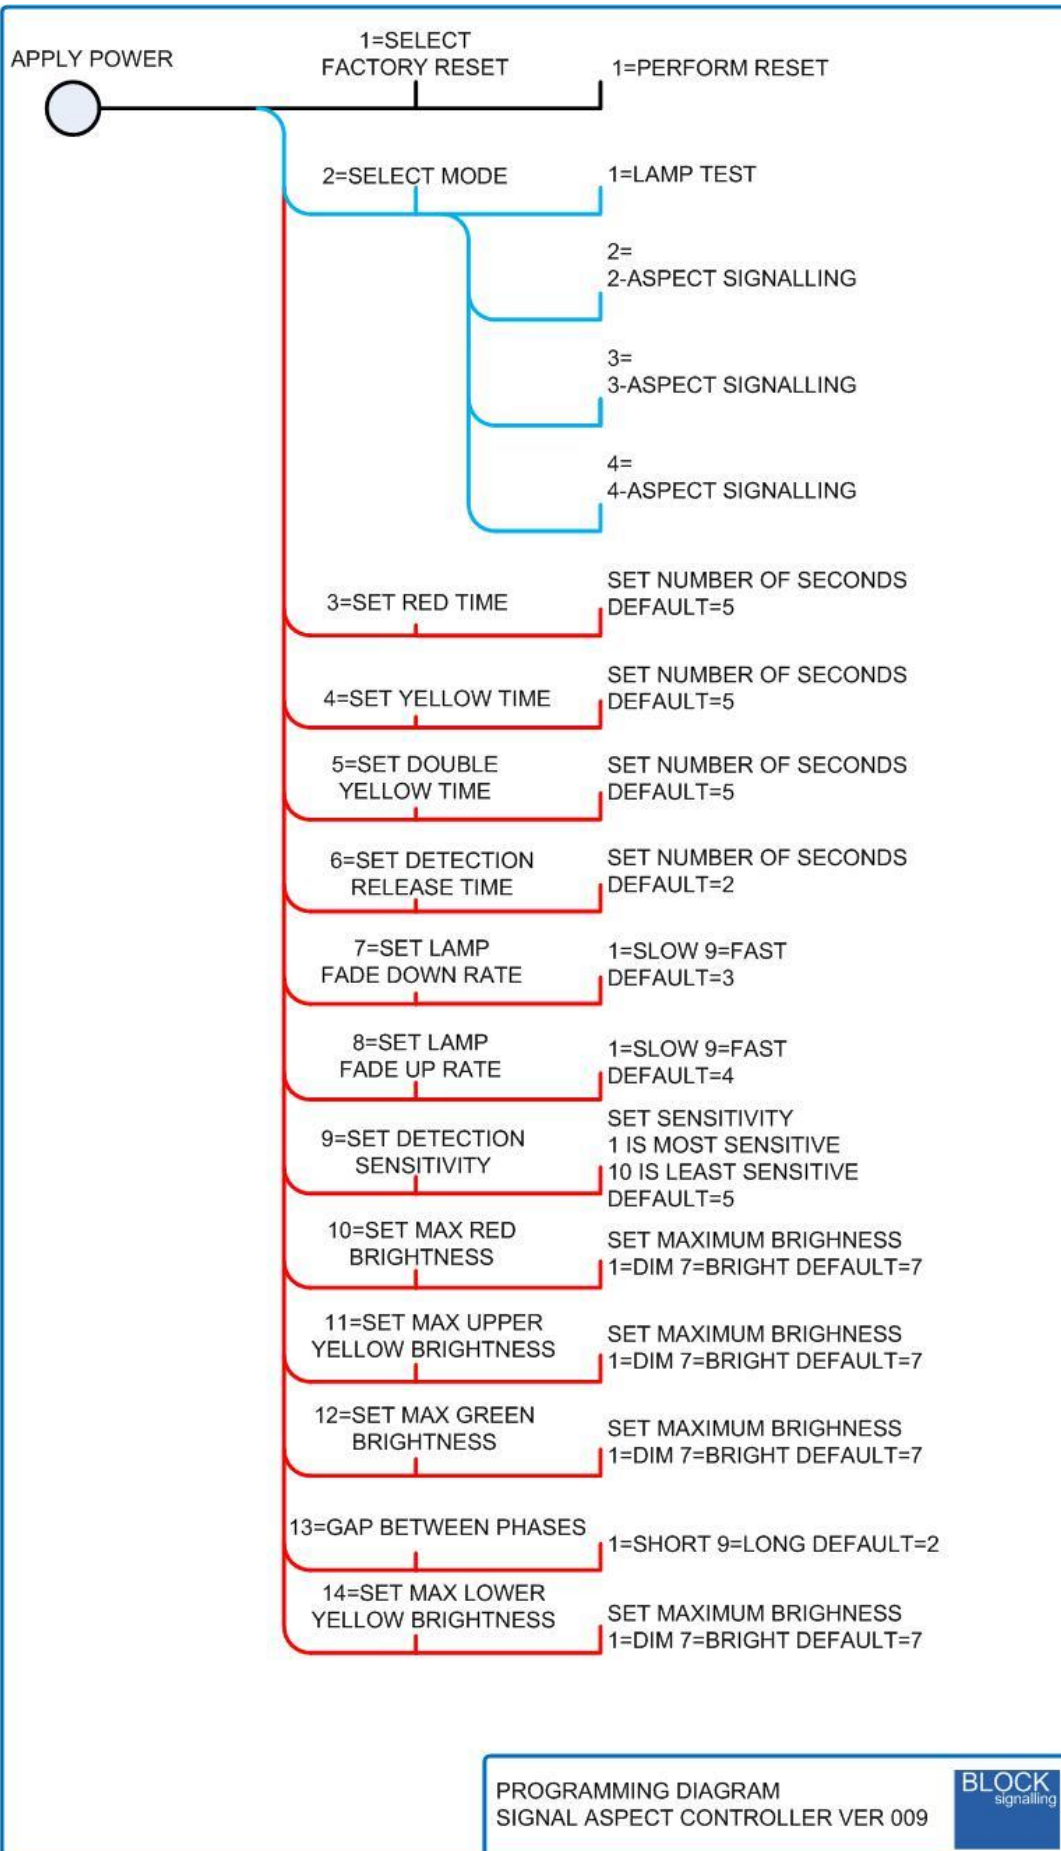 APPLY POWER
1=SELECT
FACTORY RESET
1=PERFORM RESET
2=SELECT MODE
1=LAMP TEST
2=
2-ASPECT SIGNALLING
3=
3-ASPECT SIGNALLING
4=
4-ASPECT SIGNALLING
3=SET RED TIME
SET NUMBER OF SECONDS
DEFAULT=5
4=SET YELLOW TIME
SET NUMBER OF SECONDS
DEFAULT=5
5=SET DOUBLE
YELLOW TIME
SET NUMBER OF SECONDS
DEFAULT=5
6=SET DETECTION
RELEASE TIME
SET NUMBER OF SECONDS
DEFAULT=2
7=SET LAMP
FADE DOWN RATE
1=SLOW 9=FAST
DEFAULT=3
8=SET LAMP
FADE UP RATE
1=SLOW 9=FAST
DEFAULT=4
9=SET DETECTION
SENSITIVITY
SET SENSITIVITY
1 IS MOST SENSITIVE
10 IS LEAST SENSITIVE
DEFAULT=5
10=SET MAX RED
BRIGHTNESS
SET MAXIMUM BRIGHNESS
1=DIM 7=BRIGHT DEFAULT=7
11=SET MAX UPPER
YELLOW BRIGHTNESS
SET MAXIMUM BRIGHNESS
1=DIM 7=BRIGHT DEFAULT=7
12=SET MAX GREEN
BRIGHTNESS
SET MAXIMUM BRIGHNESS
1=DIM 7=BRIGHT DEFAULT=7
13=GAP BETWEEN PHASES
1=SHORT 9=LONG DEFAULT=2
14=SET MAX LOWER
YELLOW BRIGHTNESS
SET MAXIMUM BRIGHNESS
1=DIM 7=BRIGHT DEFAULT=7
PROGRAMMING DIAGRAM
SIGNAL ASPECT CONTROLLER VER 009
BLOCK
signalling